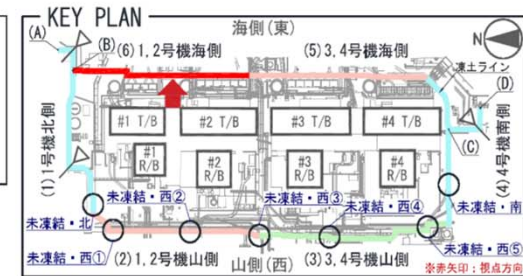 KEY PLAN
海側(東)
(A)
(B)
(6)1,2号機海側
(5)3,4号機海側
N
凍土ライン
(D)
#1 T/B
#2 T/B
#3 T/B
#4 T/B
(C)
(1)1号機北側
(4)4号機南側
#1
R/B
#2
R/B
#3
R/B
#4
R/B
未凍結・北
未凍結・西②
未凍結・西③
未凍結・西④
未凍結・南
未凍結・西①
(2)1,2号機山側
(3)3,4号機山側
未凍結・西⑤
山側(西)
※赤矢印:視点方向